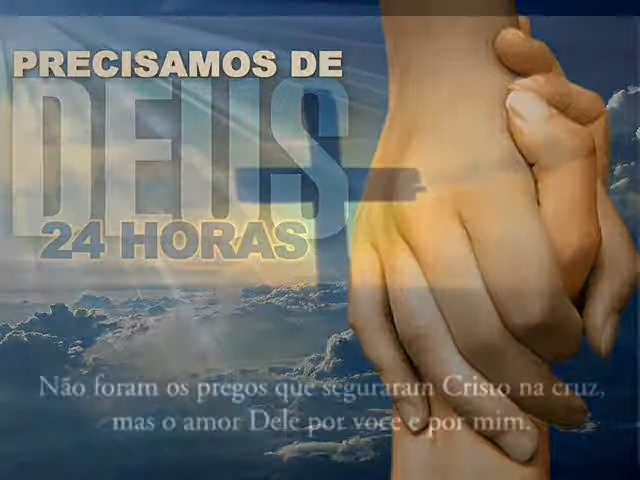 PRECISAMOS DE
DEUS
24 HORAS
Não foram os pregos que seguraram Cristo na cruz,
mas o amor Dele por você e por mim.